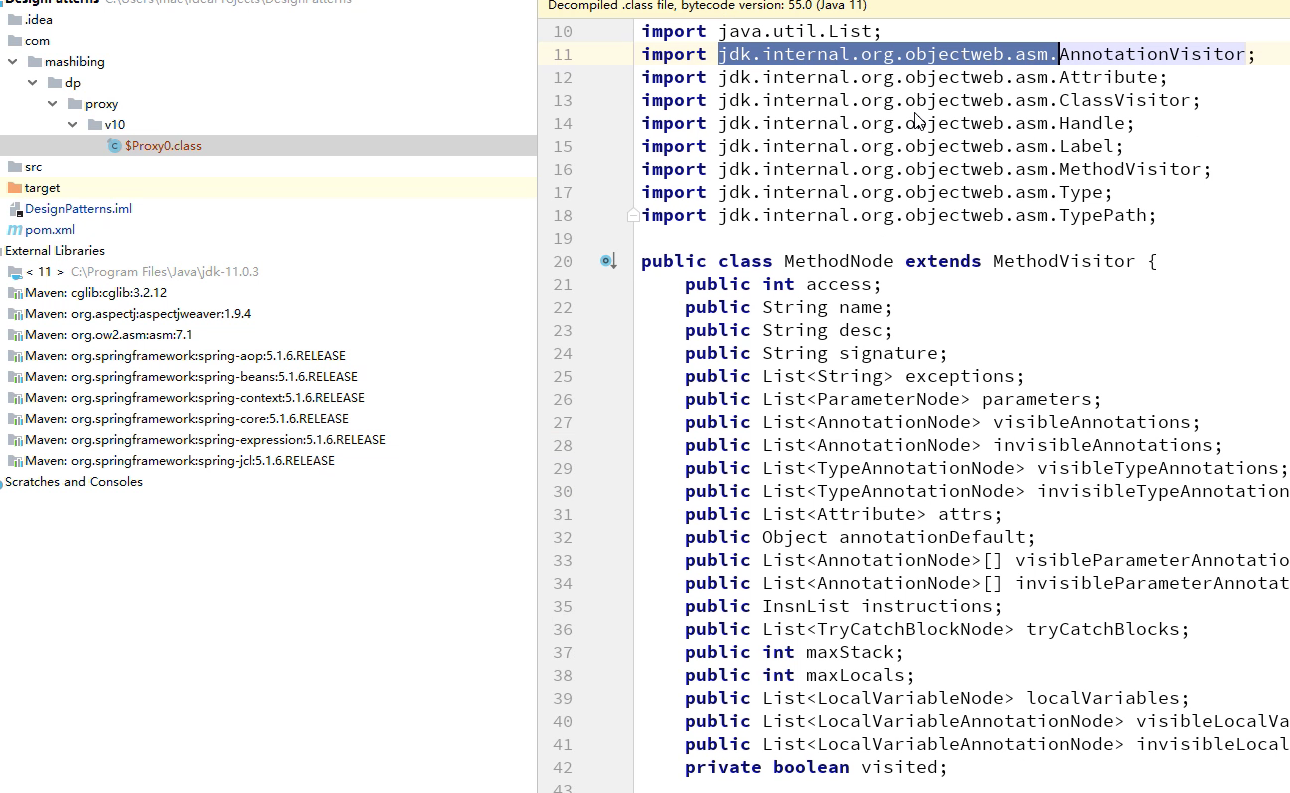 DesignPatterns C:\Users\mac\IdeaProjects\DesignPatterns
.idea
com
mashibing
dp
proxy
v10
$Proxy0.class
src
target
DesignPatterns.iml
pom.xml
External Libraries
< 11 > C:\Program Files\Java\jdk-11.0.3
Maven: cglib:cglib:3.2.12
Maven: org.aspectj:aspectjweaver:1.9.4
Maven: org.ow2.asm:asm:7.1
Maven: org.springframework:spring-aop:5.1.6.RELEASE
Maven: org.springframework:spring-beans:5.1.6.RELEASE
Maven: org.springframework:spring-context:5.1.6.RELEASE
Maven: org.springframework:spring-core:5.1.6.RELEASE
Maven: org.springframework:spring-expression:5.1.6.RELEASE
Maven: org.springframework:spring-jcl:5.1.6.RELEASE
Scratches and Consoles
Decompiled .class file, bytecode version: 55.0 (Java 11)
10 import java.util.List;
11 import jdk.internal.org.objectweb.asm.AnnotationVisitor;
12 import jdk.internal.org.objectweb.asm.Attribute;
13 import jdk.internal.org.objectweb.asm.ClassVisitor;
14 import jdk.internal.org.objectweb.asm.Handle;
15 import jdk.internal.org.objectweb.asm.Label;
16 import jdk.internal.org.objectweb.asm.MethodVisitor;
17 import jdk.internal.org.objectweb.asm.Type;
18 import jdk.internal.org.objectweb.asm.TypePath;
19
20 public class MethodNode extends MethodVisitor {
21 public int access;
22 public String name;
23 public String desc;
24 public String signature;
25 public List<String> exceptions;
26 public List<ParameterNode> parameters;
27 public List<AnnotationNode> visibleAnnotations;
28 public List<AnnotationNode> invisibleAnnotations;
29 public List<TypeAnnotationNode> visibleTypeAnnotations;
30 public List<TypeAnnotationNode> invisibleTypeAnnotation
31 public List<Attribute> attrs;
32 public Object annotationDefault;
33 public List<AnnotationNode>[] visibleParameterAnnotatio
34 public List<AnnotationNode>[] invisibleParameterAnnotat
35 public InsnList instructions;
36 public List<TryCatchBlockNode> tryCatchBlocks;
37 public int maxStack;
38 public int maxLocals;
39 public List<LocalVariableNode> localVariables;
40 public List<LocalVariableAnnotationNode> visibleLocalVa
41 public List<LocalVariableAnnotationNode> invisibleLocal
42 private boolean visited;
43